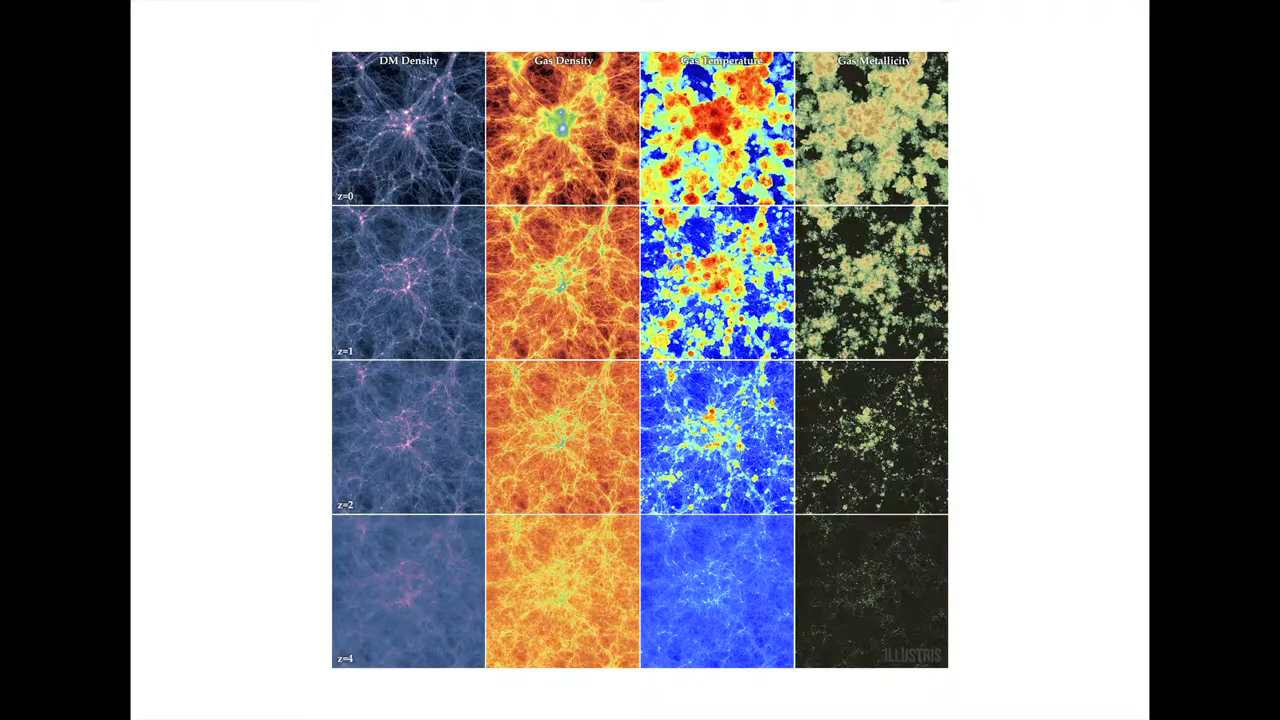 DM Density
Gas Density
Gas Temperature
Gas Metallicity
z=0
z=1
z=2
z=4
ILLUSTRIS